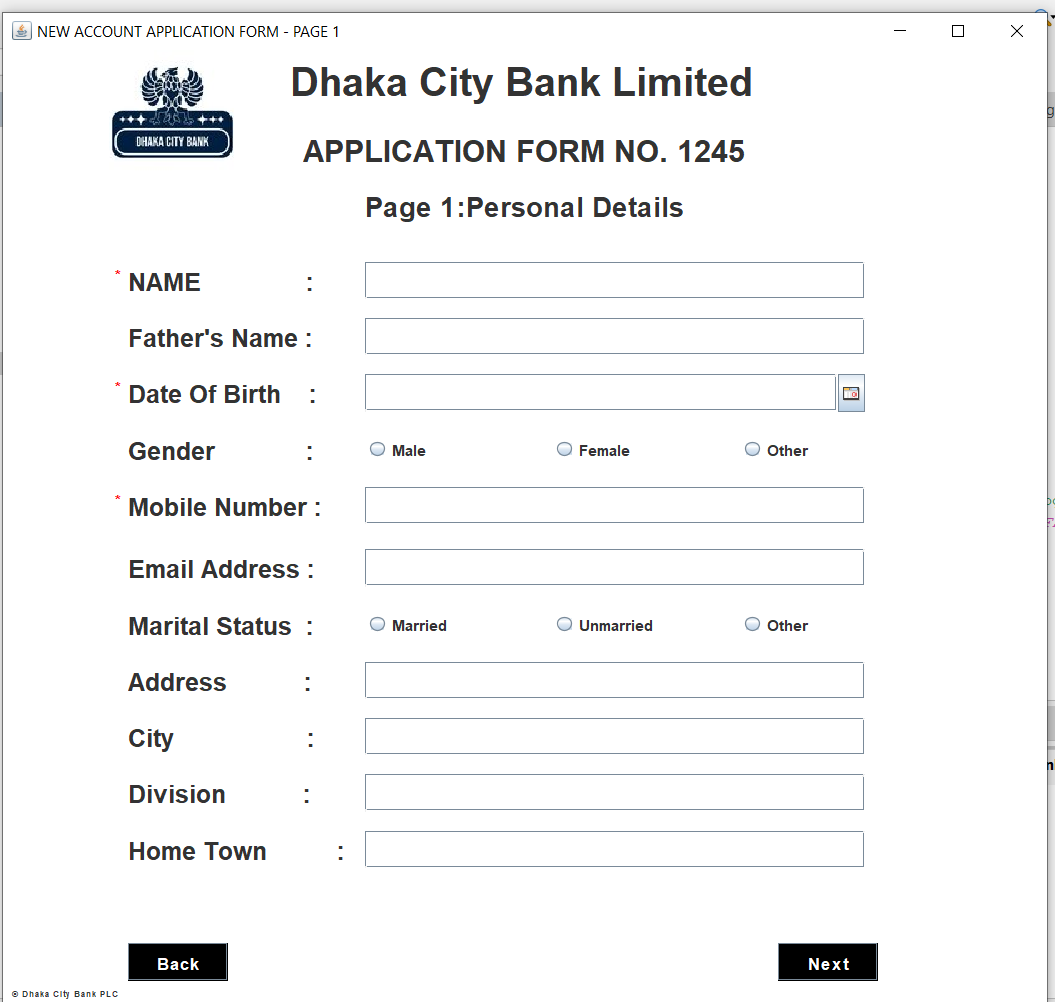 NEW ACCOUNT APPLICATION FORM - PAGE 1
Dhaka City Bank Limited
DHAKA CITY BANK
APPLICATION FORM NO. 1245
Page 1:Personal Details
* NAME :
Father's Name :
* Date Of Birth :
Gender : Male Female Other
* Mobile Number :
Email Address :
Marital Status : Married Unmarried Other
Address :
City :
Division :
Home Town :
Back Next
© Dhaka City Bank PLC